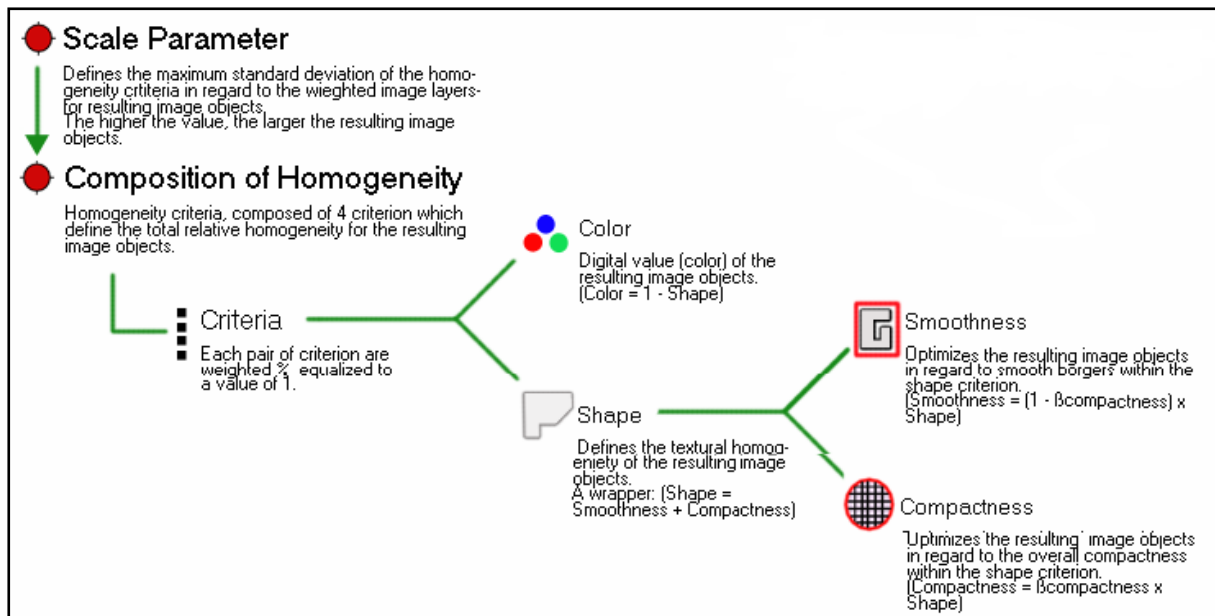 Scale Parameter
Defines the maximum standard deviation of the homo-
geneity crtiteria in regard to the wieghted image layers-
for resulting image objects.
The higher the value, the larger the resulting image
objects.
Composition of Homogeneity
Homogeneity criteria, composed of 4 criterion which
define the total relative homogeneity for the resulting
image objects.
Criteria
Each pair of criterion are
weighted % equalized to
a value of 1.
Color
Digital value (color) of the
resulting image objects.
(Color = 1 - Shape)
Shape
Defines the textural homog-
eniety of the resulting image
objects.
A wrapper: (Shape =
Smoothness + Compactness)
Smoothness
Optimizes the resulting image objects
in regard to smooth borgers within the
shape criterion.
(Smoothness = (1 - ßcompactness) x
Shape)
Compactness
Optimizes the resulting image objects
in regard to the overall compactness
within the shape criterion.
(Compactness = ßcompactness x
Shape)